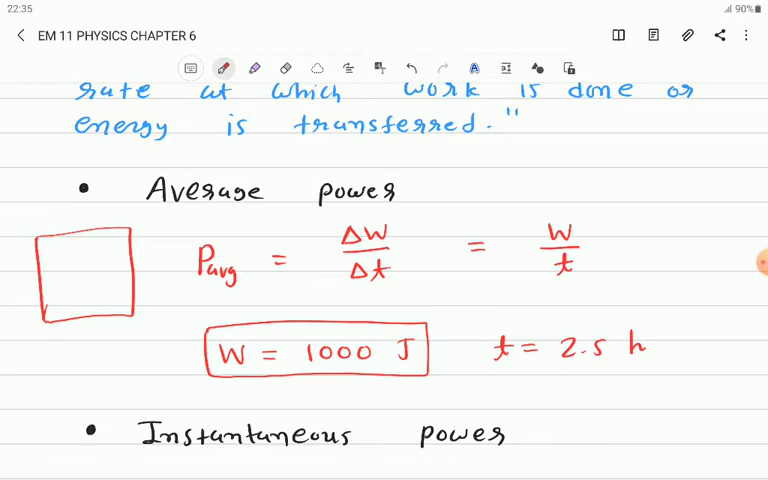 22:35
90%
EM 11 PHYSICS CHAPTER 6
rate at which work is done or
energy is transferred."
• Average power
Pavg = ΔW/Δt = W/t
W = 1000 J t = 2.5 h
• Instantaneous power